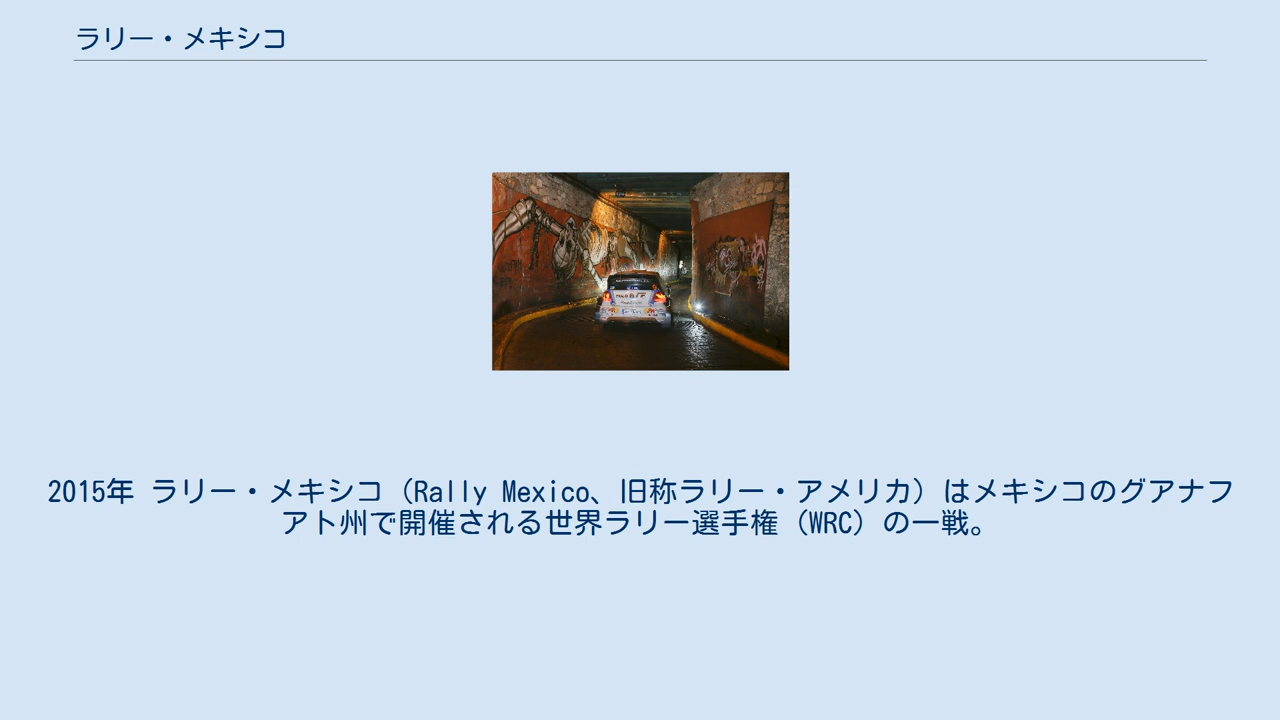 ラリー・メキシコ
2015年 ラリー・メキシコ（Rally Mexico、旧称ラリー・アメリカ）はメキシコのグアナフ
アト州で開催される世界ラリー選手権（WRC）の一戦。